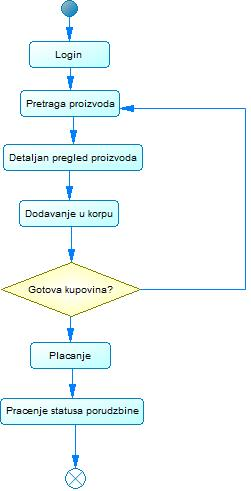 Login
Pretraga proizvoda
Detaljan pregled proizvoda
Dodavanje u korpu
Gotova kupovina?
Placanje
Pracenje statusa porudzbine